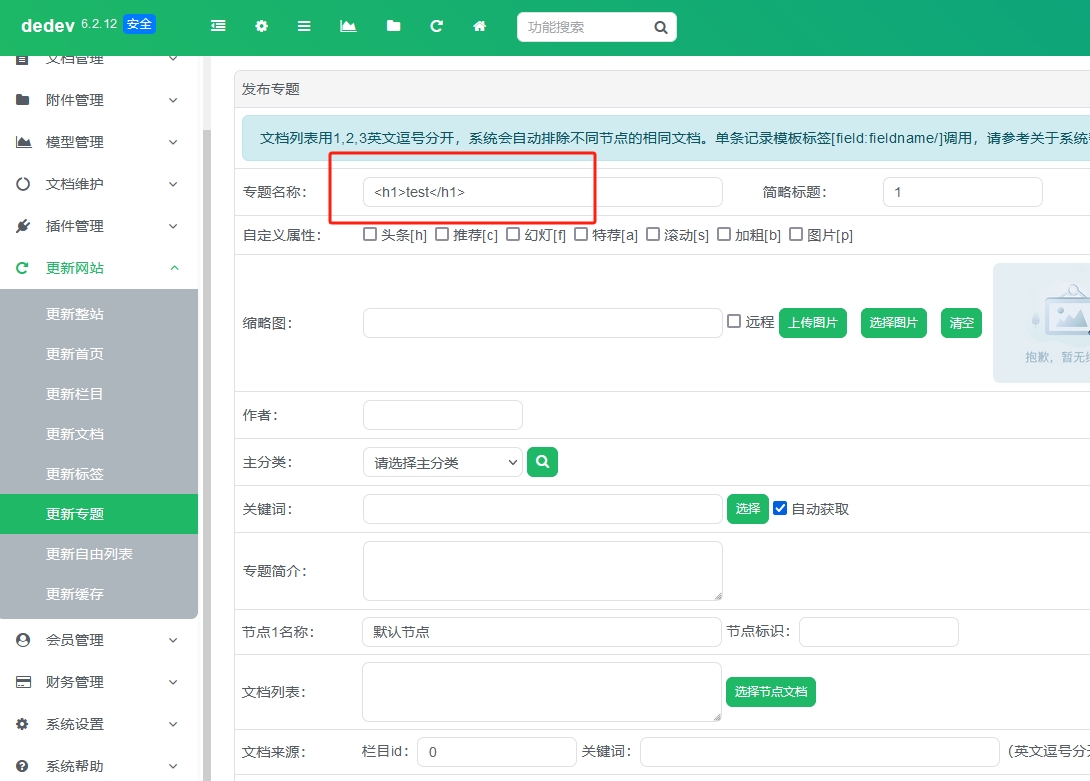 dedev 6.2.12 安全
功能搜索
文档管理
附件管理
模型管理
文档维护
插件管理
更新网站
更新整站
更新首页
更新栏目
更新文档
更新标签
更新专题
更新自由列表
更新缓存
会员管理
财务管理
系统设置
系统帮助
发布专题
文档列表用1,2,3英文逗号分开，系统会自动排除不同节点的相同文档。单条记录模板标签[field:fieldname/]调用，请参考关于系统
专题名称： <h1>test</h1> 简略标题： 1
自定义属性： 头条[h] 推荐[c] 幻灯[f] 特荐[a] 滚动[s] 加粗[b] 图片[p]
缩略图： 远程 上传图片 选择图片 清空
抱歉，暂无
作者：
主分类： 请选择主分类
关键词： 选择 自动获取
专题简介：
节点1名称： 默认节点 节点标识：
文档列表： 选择节点文档
文档来源： 栏目id： 0 关键词： (英文逗号分